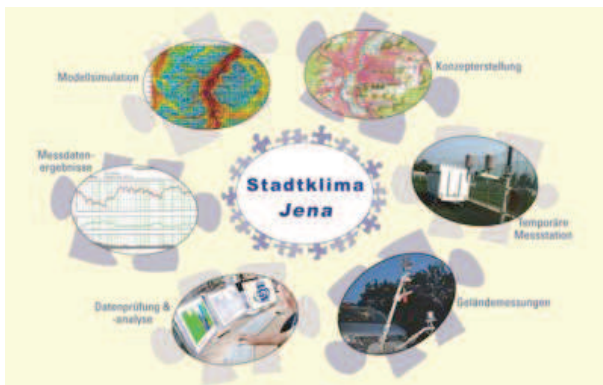 Modellsimulation
Konzepterstellung
Messdaten-
ergebnisse
Stadtklima
Jena
Temporäre
Messstation
Datenprüfung &
-analyse
Geländemessungen